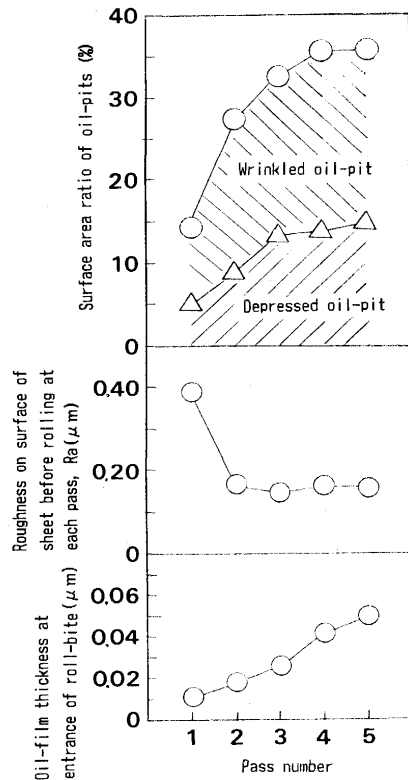 Surface area ratio of oil-pits (%)
40
30
20
10
0
Wrinkled oil-pit
Depressed oil-pit
Roughness on surface of
sheet before rolling at
each pass, Ra(μm)
0.40
0.20
0
Oil-film thickness at
entrance of roll-bite(μm)
0.06
0.04
0.02
0
1 2 3 4 5
Pass number